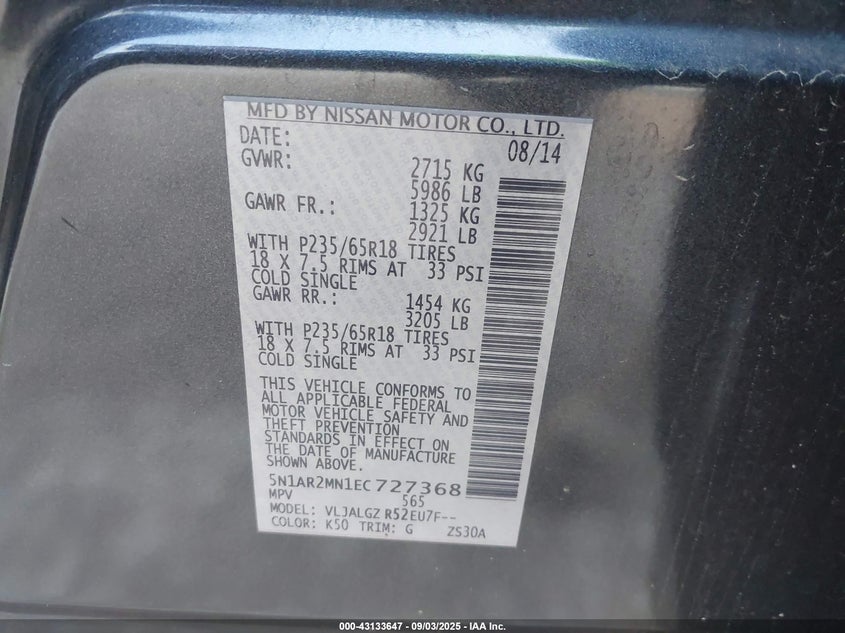 MFD BY NISSAN MOTOR CO., LTD.
DATE: 08/14
GVWR: 2715 KG
5986 LB
GAWR FR.: 1325 KG
2921 LB
WITH P235/65R18 TIRES
18 X 7.5 RIMS AT 33 PSI
COLD SINGLE
GAWR RR.: 1454 KG
3205 LB
WITH P235/65R18 TIRES
18 X 7.5 RIMS AT 33 PSI
COLD SINGLE
THIS VEHICLE CONFORMS TO
ALL APPLICABLE FEDERAL
MOTOR VEHICLE SAFETY AND
THEFT PREVENTION
STANDARDS IN EFFECT ON
THE DATE OF MANUFACTURE
SHOWN ABOVE.
5N1AR2MN1EC727368
MPV 565
MODEL: VLJALGZ R52EU7F--
COLOR: K50 TRIM: G ZS30A
000-43133647 - 09/03/2025 - IAA Inc.